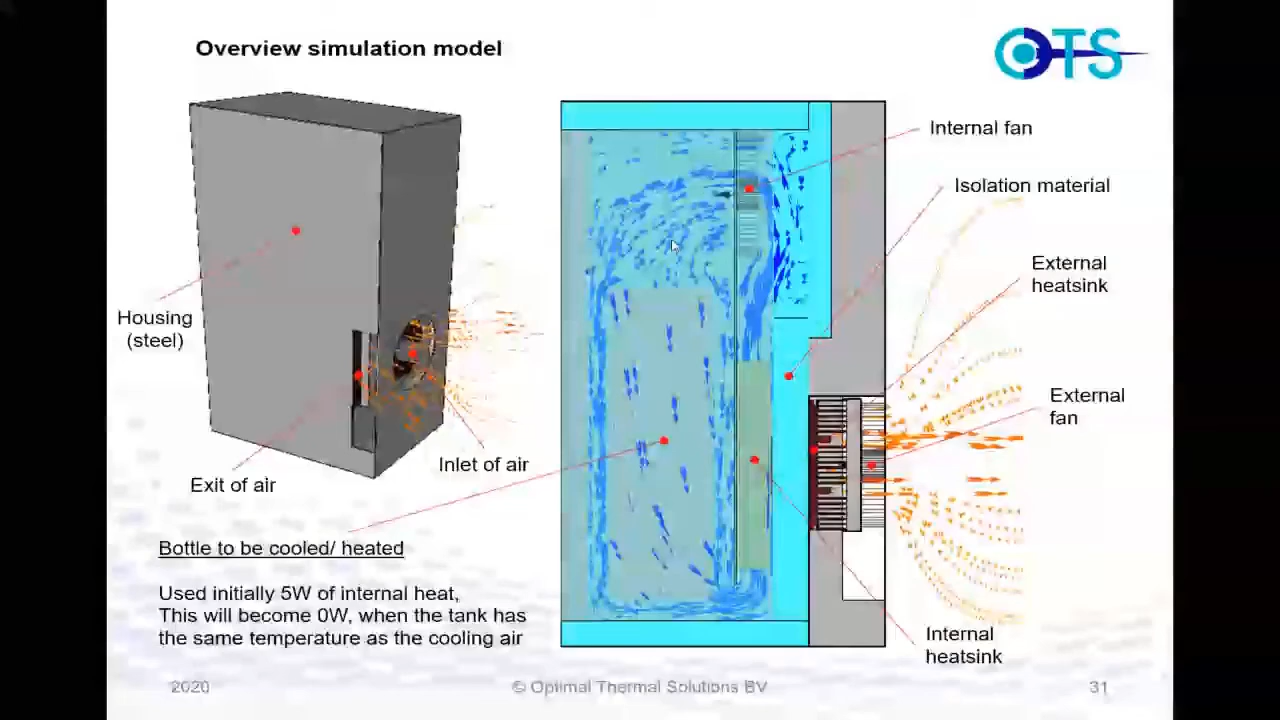 Overview simulation model
OTS
Internal fan
Isolation material
External
heatsink
Housing
(steel)
External
fan
Inlet of air
Exit of air
Bottle to be cooled/ heated
Used initially 5W of internal heat,
This will become 0W, when the tank has
the same temperature as the cooling air
Internal
heatsink
2020
© Optimal Thermal Solutions BV
31